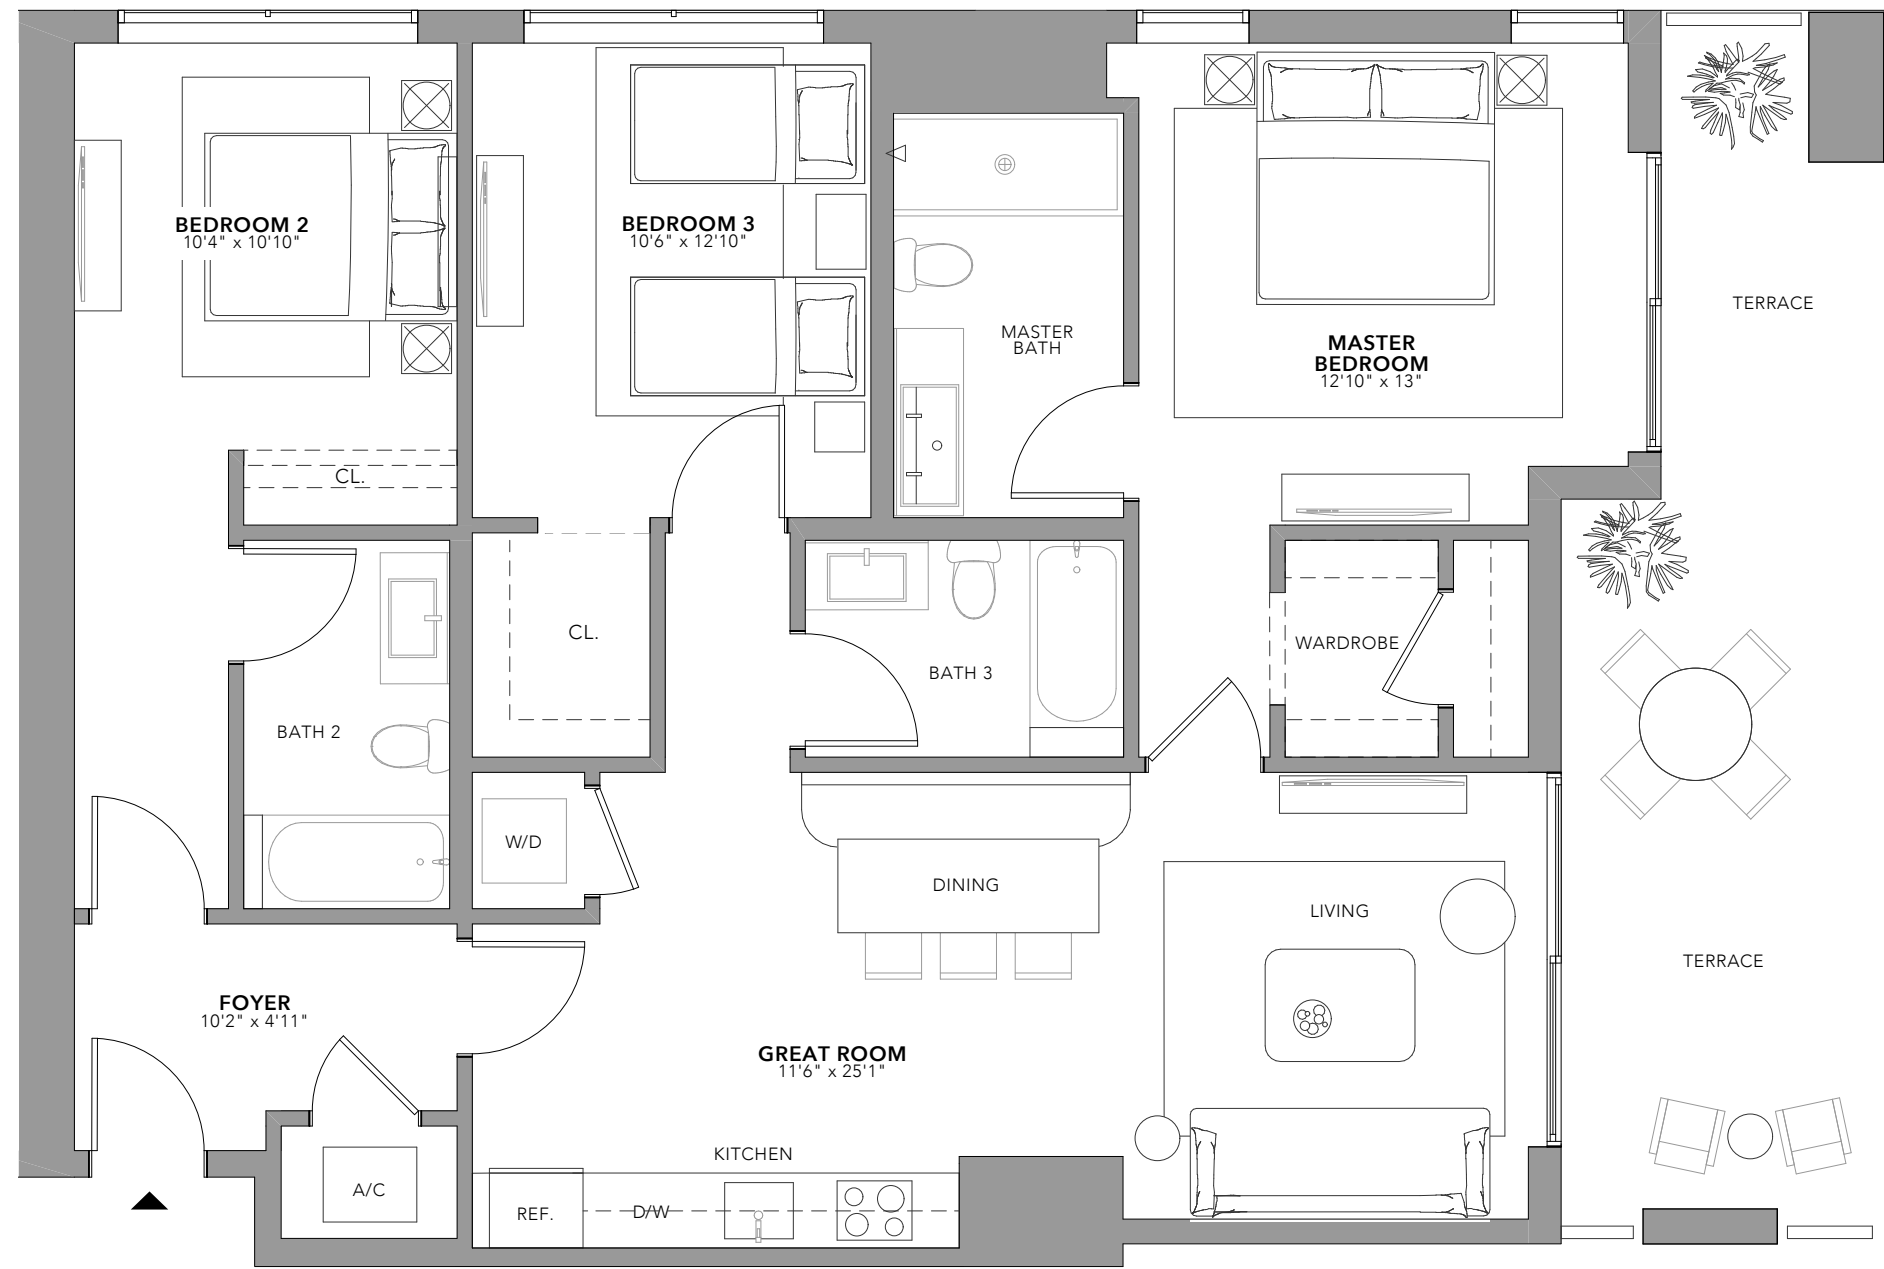 BEDROOM 2
10'4" x 10'10"
BEDROOM 3
10'6" x 12'10"
MASTER
BATH
MASTER
BEDROOM
12'10" x 13"
TERRACE
CL.
CL.
WARDROBE
BATH 3
BATH 2
W/D
DINING
LIVING
TERRACE
FOYER
10'2" x 4'11"
GREAT ROOM
11'6" x 25'1"
KITCHEN
A/C
REF.
D/W